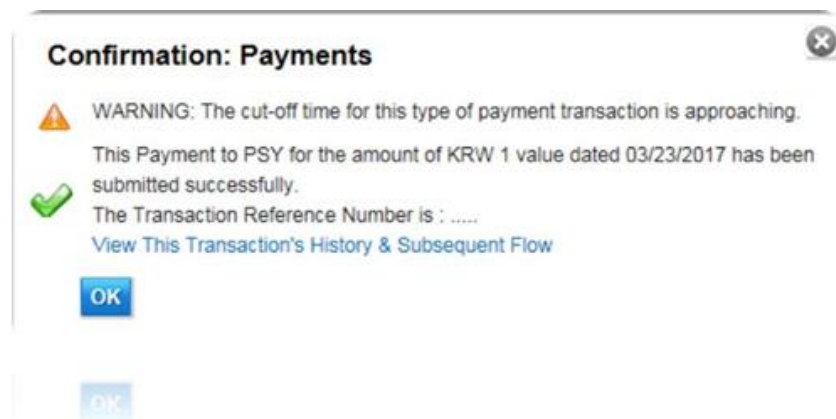 Confirmation: Payments
WARNING: The cut-off time for this type of payment transaction is approaching.
This Payment to PSY for the amount of KRW 1 value dated 03/23/2017 has been
submitted successfully.
The Transaction Reference Number is : .....
View This Transaction's History & Subsequent Flow
OK
OK